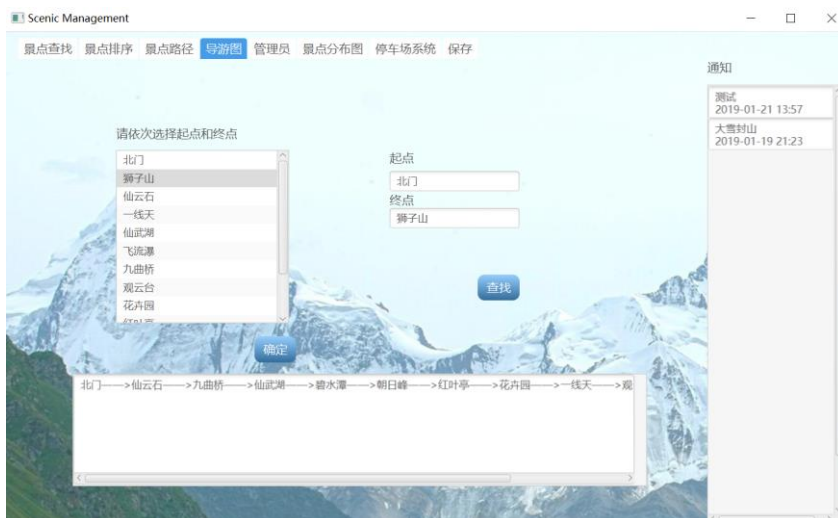 Scenic Management
景点查找 景点排序 景点路径 导游图 管理员 景点分布图 停车场系统 保存
通知
测试
2019-01-21 13:57
大雪封山
2019-01-19 21:23
请依次选择起点和终点
北门
狮子山
仙云石
一线天
仙武湖
飞流瀑
九曲桥
观云台
花卉园
红叶亭
起点
北门
终点
狮子山
查找
确定
北门——>仙云石——>九曲桥——>仙武湖——>碧水潭——>朝日峰——>红叶亭——>花卉园——>一线天——>观